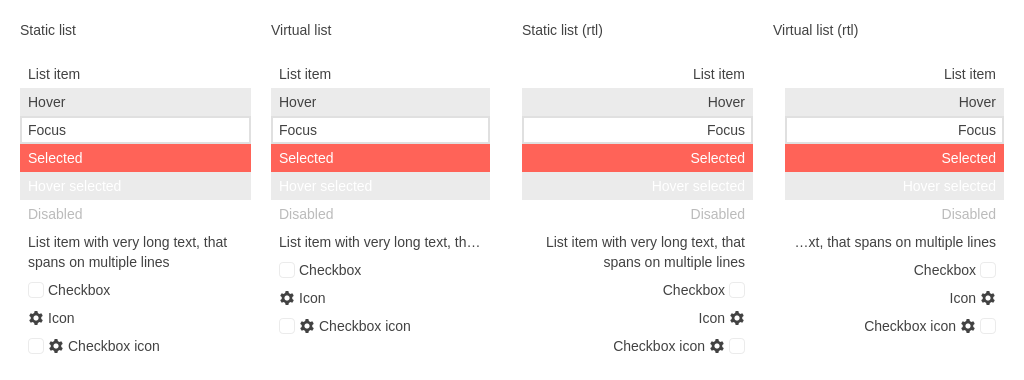 Static list
List item
Hover
Focus
Selected
Hover selected
Disabled
List item with very long text, that
spans on multiple lines
Checkbox
Icon
Checkbox icon
Virtual list
List item
Hover
Focus
Selected
Hover selected
Disabled
List item with very long text, th…
Checkbox
Icon
Checkbox icon
Static list (rtl)
List item
Hover
Focus
Selected
Hover selected
Disabled
List item with very long text, that
spans on multiple lines
Checkbox
Icon
Checkbox icon
Virtual list (rtl)
List item
Hover
Focus
Selected
Hover selected
Disabled
…xt, that spans on multiple lines
Checkbox
Icon
Checkbox icon